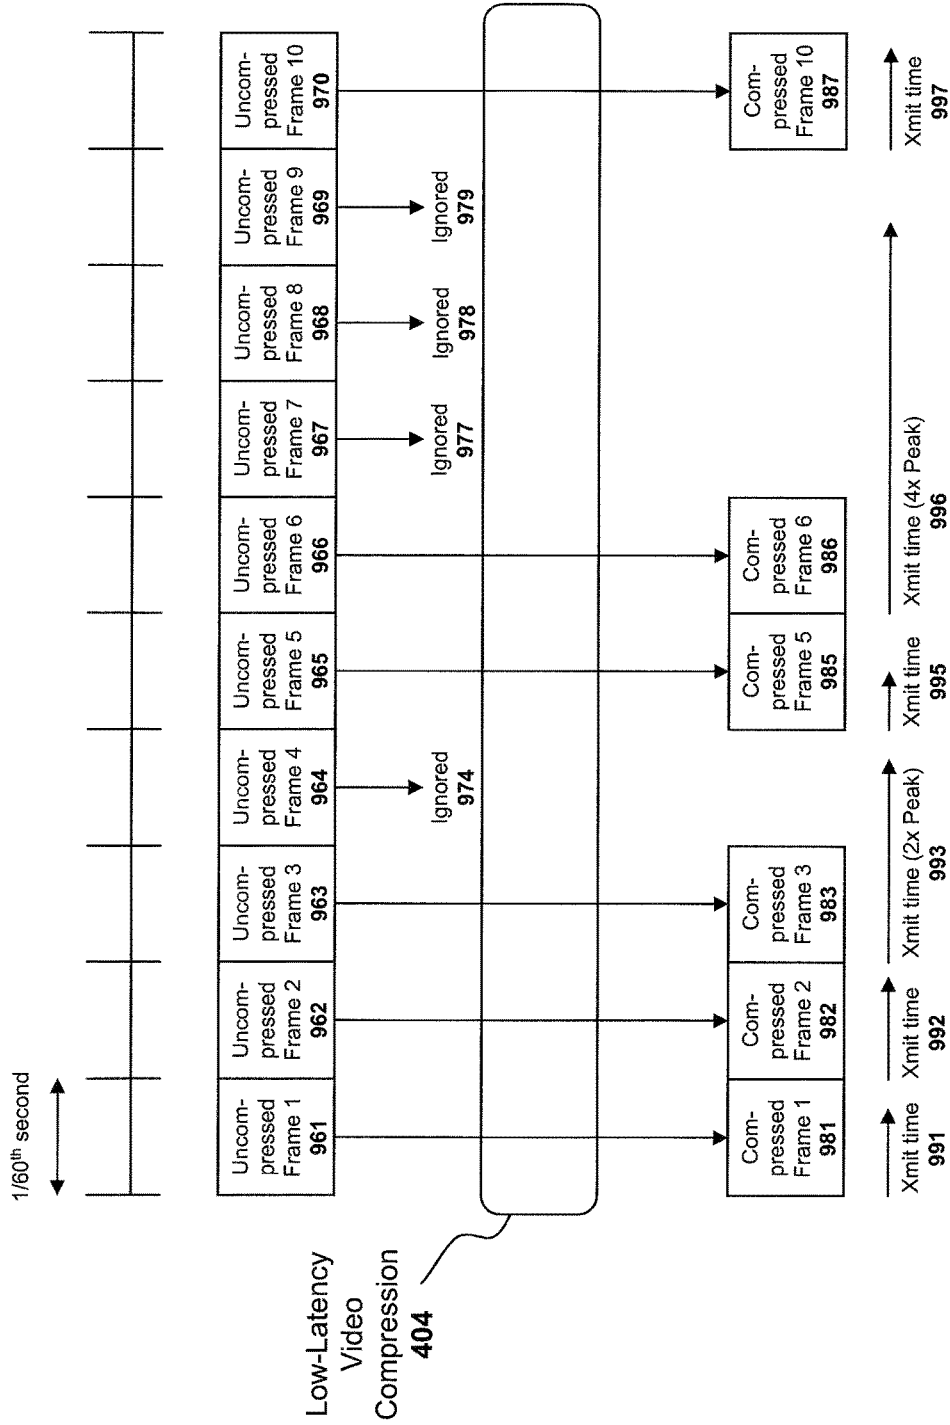 1/60th second
Uncom-
pressed
Frame 1
961
Uncom-
pressed
Frame 2
962
Uncom-
pressed
Frame 3
963
Uncom-
pressed
Frame 4
964
Uncom-
pressed
Frame 5
965
Uncom-
pressed
Frame 6
966
Uncom-
pressed
Frame 7
967
Uncom-
pressed
Frame 8
968
Uncom-
pressed
Frame 9
969
Uncom-
pressed
Frame 10
970
Ignored
974
Ignored
977
Ignored
978
Ignored
979
Low-Latency
Video
Compression
404
Com-
pressed
Frame 1
981
Com-
pressed
Frame 2
982
Com-
pressed
Frame 3
983
Com-
pressed
Frame 5
985
Com-
pressed
Frame 6
986
Com-
pressed
Frame 10
987
Xmit time
991
Xmit time
992
Xmit time (2x Peak)
993
Xmit time
995
Xmit time (4x Peak)
996
Xmit time
997